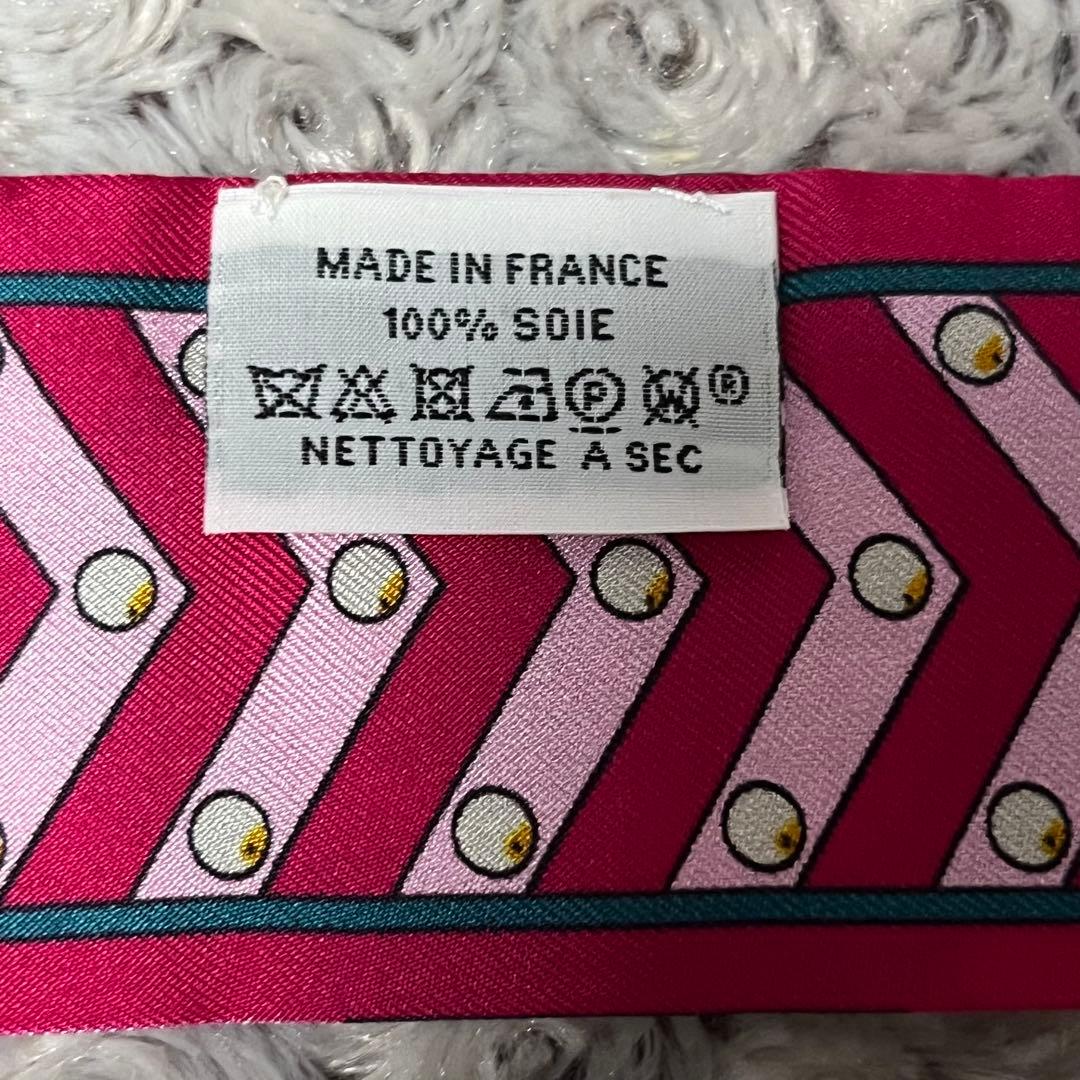 MADE IN FRANCE
100% SOIE
P W ®
NETTOYAGE À SEC